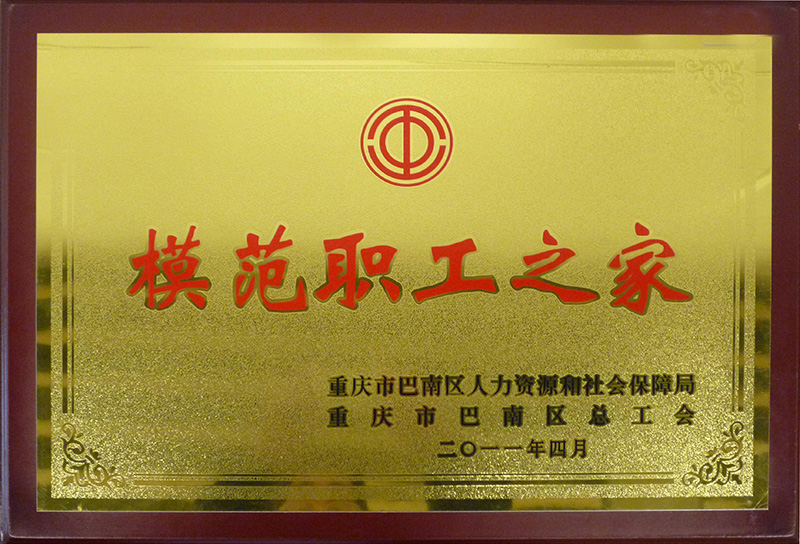 模范职工之家
重庆市巴南区人力资源和社会保障局
重庆市巴南区总工会
二〇一一年四月